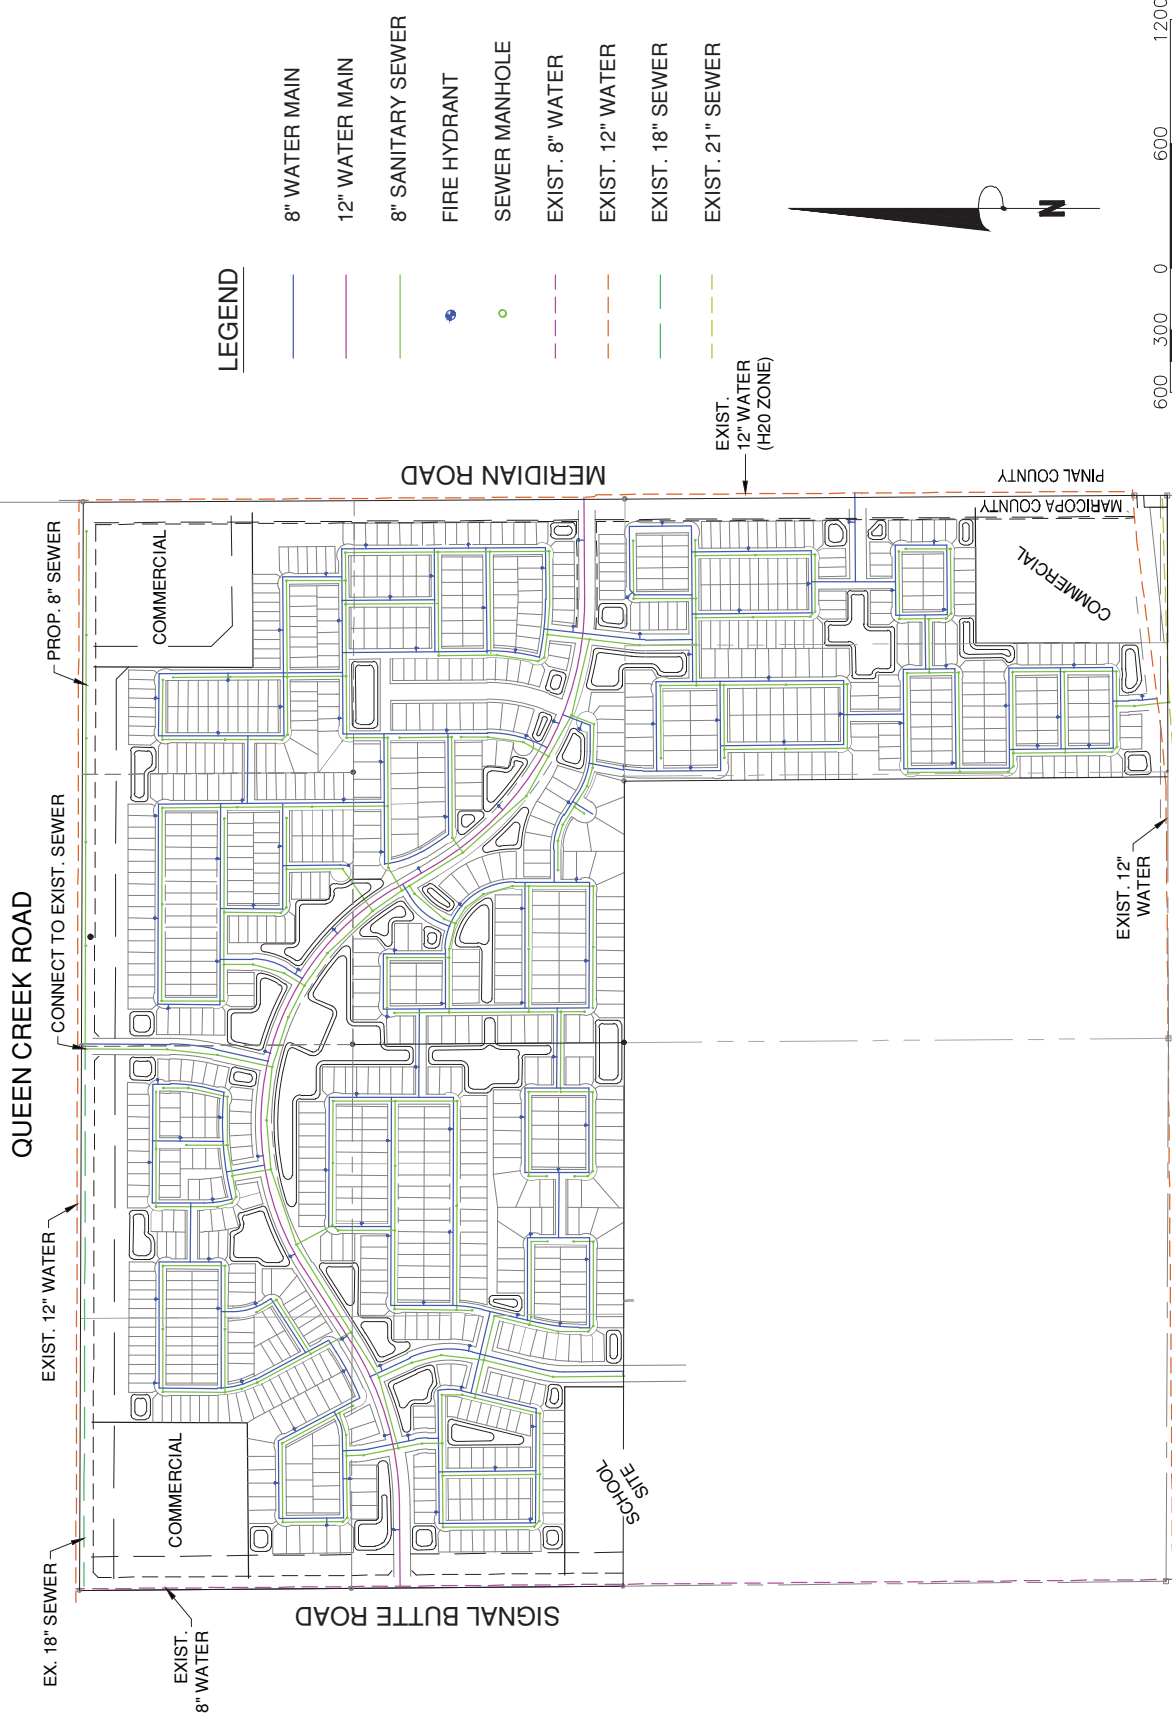 QUEEN CREEK ROAD
EX. 18" SEWER
EXIST. 12" WATER
CONNECT TO EXIST. SEWER
PROP. 8" SEWER
EXIST.
8" WATER
COMMERCIAL
COMMERCIAL
SIGNAL BUTTE ROAD
MERIDIAN ROAD
SCHOOL
SITE
EXIST.
12" WATER
(H20 ZONE)
PINAL COUNTY
MARICOPA COUNTY
COMMERCIAL
EXIST. 12"
WATER
LEGEND
8" WATER MAIN
12" WATER MAIN
8" SANITARY SEWER
FIRE HYDRANT
SEWER MANHOLE
EXIST. 8" WATER
EXIST. 12" WATER
EXIST. 18" SEWER
EXIST. 21" SEWER
N
600 300 0 600 1200